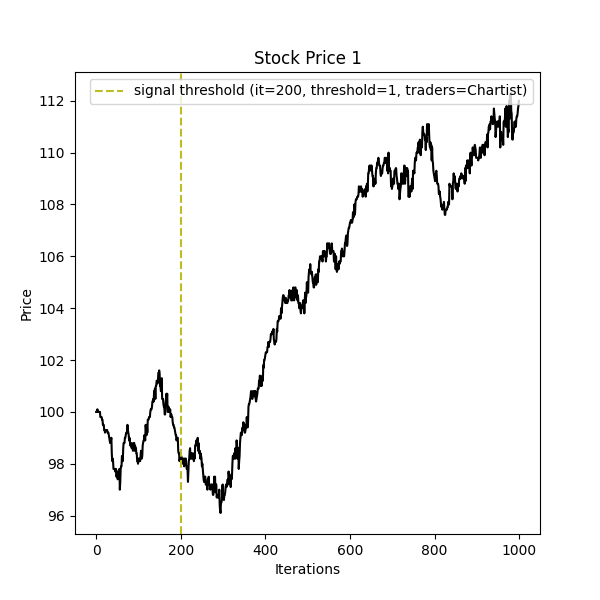 Stock Price 1
signal threshold (it=200, threshold=1, traders=Chartist)
112
110
108
106
104
102
100
98
96
Price
0 200 400 600 800 1000
Iterations